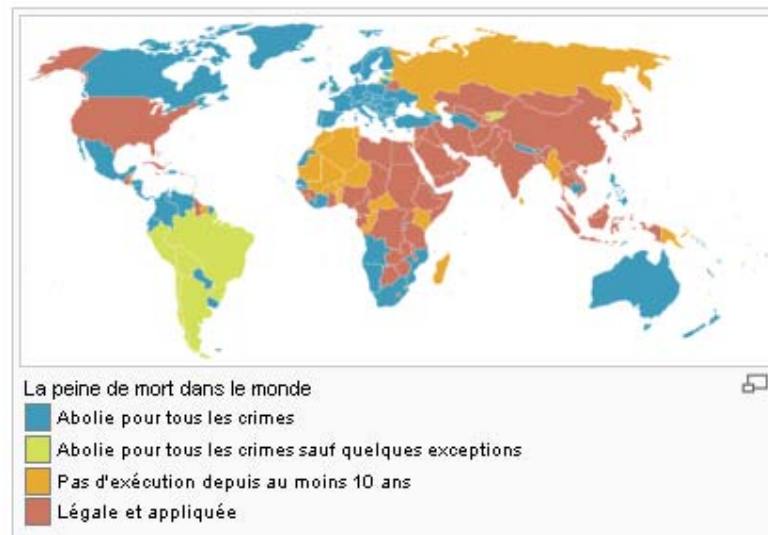 La peine de mort dans le monde
Abolie pour tous les crimes
Abolie pour tous les crimes sauf quelques exceptions
Pas d'exécution depuis au moins 10 ans
Légale et appliquée